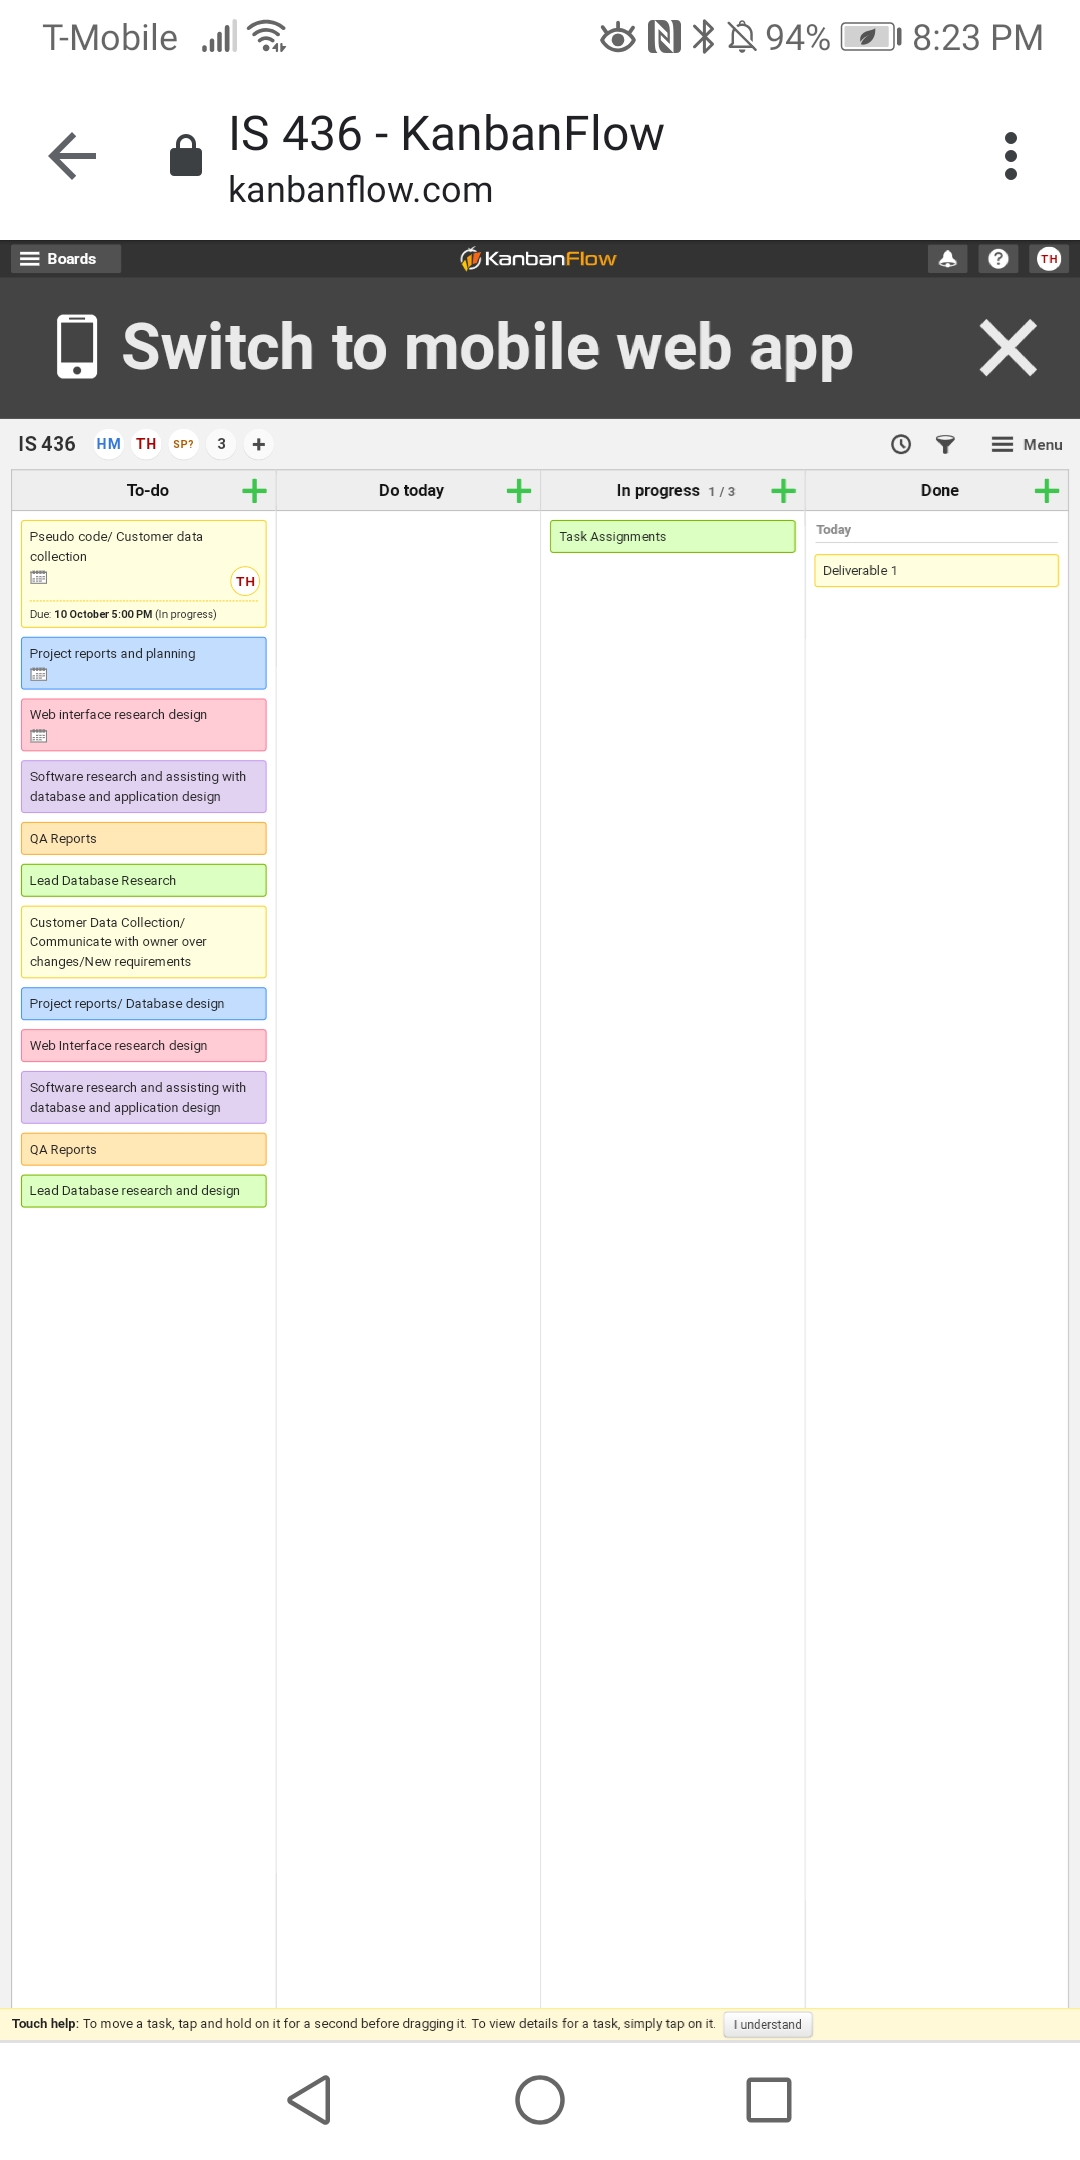 T-Mobile 94% 8:23 PM
IS 436 - KanbanFlow
kanbanflow.com
Boards KanbanFlow TH
Switch to mobile web app
IS 436 HM TH SP? 3 + Menu
To-do Do today In progress 1 / 3 Done
Pseudo code/ Customer data
collection
TH
Due: 10 October 5:00 PM (In progress)
Project reports and planning
Web interface research design
Software research and assisting with
database and application design
QA Reports
Lead Database Research
Customer Data Collection/
Communicate with owner over
changes/New requirements
Project reports/ Database design
Web Interface research design
Software research and assisting with
database and application design
QA Reports
Lead Database research and design
Task Assignments
Today
Deliverable 1
Touch help: To move a task, tap and hold on it for a second before dragging it. To view details for a task, simply tap on it. I understand